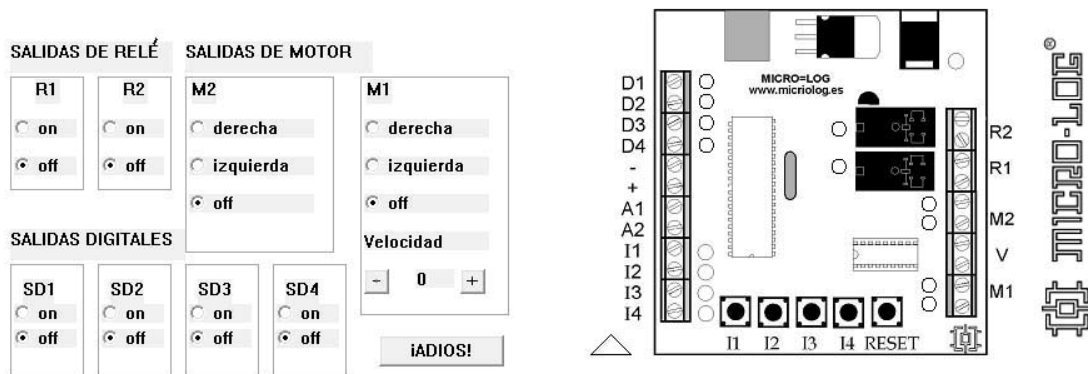 SALIDAS DE RELÉ
SALIDAS DE MOTOR
R1
on
off
R2
on
off
M2
derecha
izquierda
off
M1
derecha
izquierda
off
Velocidad
- 0 +
SALIDAS DIGITALES
SD1
on
off
SD2
on
off
SD3
on
off
SD4
on
off
¡ADIOS!
MICRO=LOG
www.micriolog.es
D1
D2
D3
D4
-
+
A1
A2
I1
I2
I3
I4
R2
R1
M2
V
M1
I1 I2 I3 I4 RESET
MICRO-LOG®